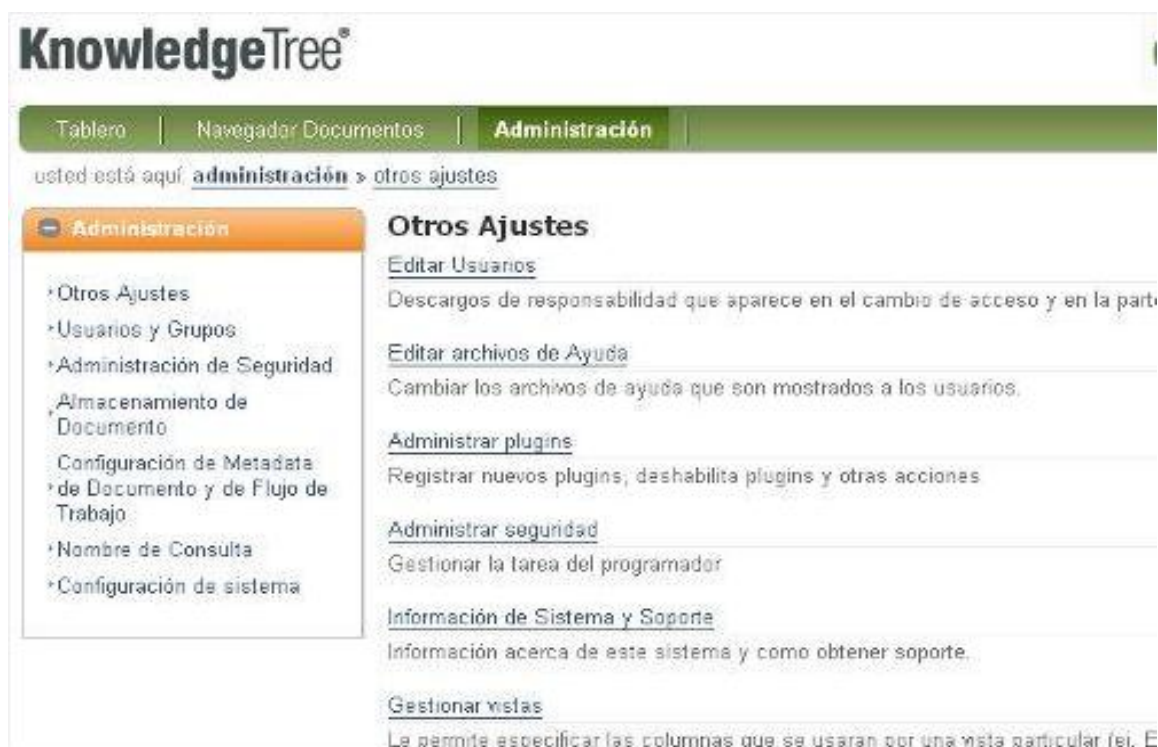 KnowledgeTree®
Tablero
Navegador Documentos
Administración
usted está aquí: administración » otros ajustes
Administración
Otros Ajustes
Usuarios y Grupos
Administración de Seguridad
Almacenamiento de
Documento
Configuración de Metadata
de Documento y de Flujo de
Trabajo
Nombre de Consulta
Configuración de sistema
Otros Ajustes
Editar Usuarios
Descargos de responsabilidad que aparece en el cambio de acceso y en la parte
Editar archivos de Ayuda
Cambiar los archivos de ayuda que son mostrados a los usuarios.
Administrar plugins
Registrar nuevos plugins, deshabilita plugins y otras acciones
Administrar seguridad
Gestionar la tarea del programador
Información de Sistema y Soporte
Información acerca de este sistema y como obtener soporte.
Gestionar vistas
Le permite especificar las columnas que se usaran por una vista particular (ej. E